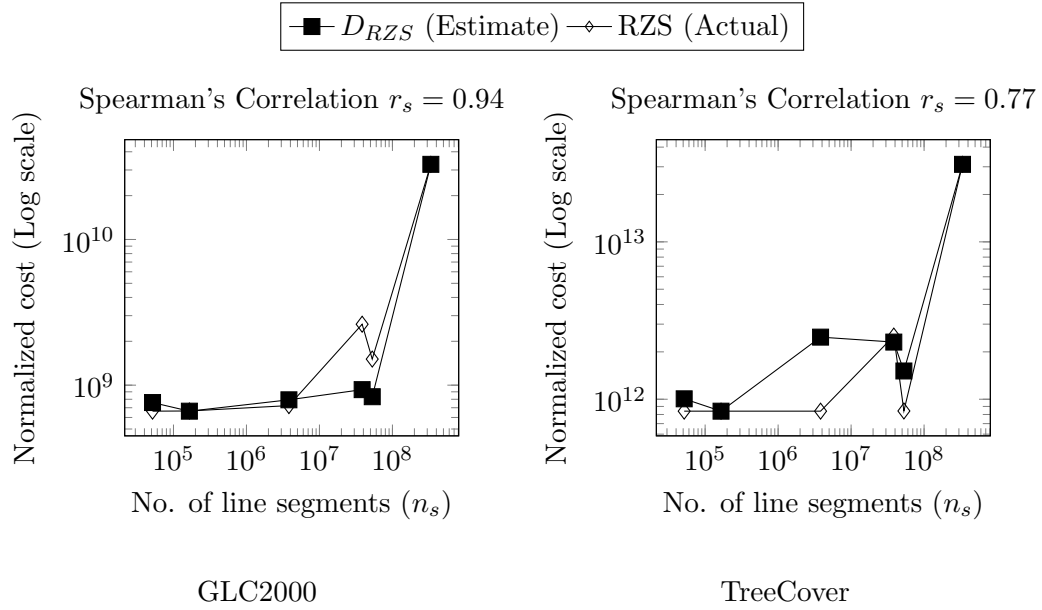 D_RZS (Estimate) RZS (Actual)
Spearman's Correlation r_s = 0.94
Normalized cost (Log scale)
10^10
10^9
10^5 10^6 10^7 10^8
No. of line segments (n_s)
GLC2000
Spearman's Correlation r_s = 0.77
Normalized cost (Log scale)
10^13
10^12
10^5 10^6 10^7 10^8
No. of line segments (n_s)
TreeCover